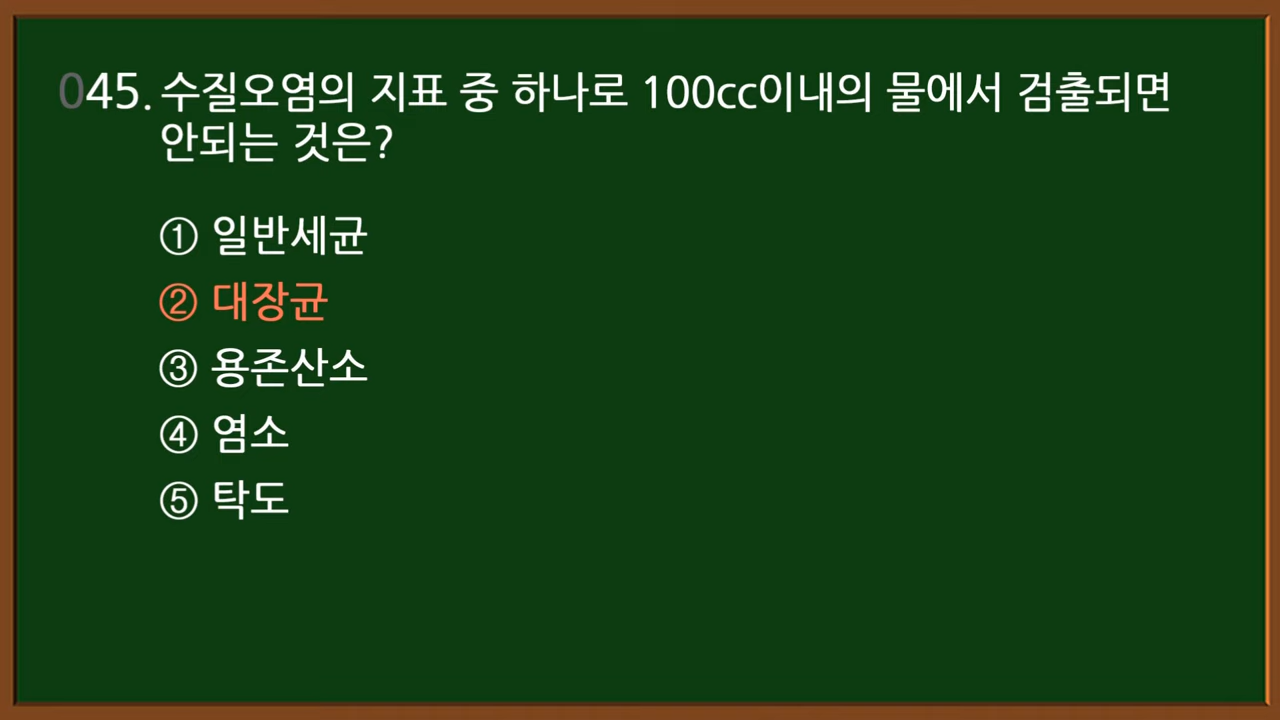 045. 수질오염의 지표 중 하나로 100cc이내의 물에서 검출되면
안되는 것은?
① 일반세균
② 대장균
③ 용존산소
④ 염소
⑤ 탁도